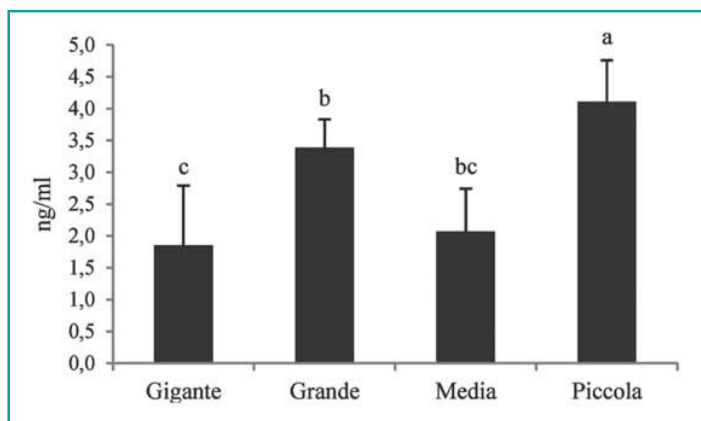 5,0
4,5
4,0
3,5
3,0
2,5
2,0
1,5
1,0
0,5
0,0
ng/ml
c
b
bc
a
Gigante
Grande
Media
Piccola